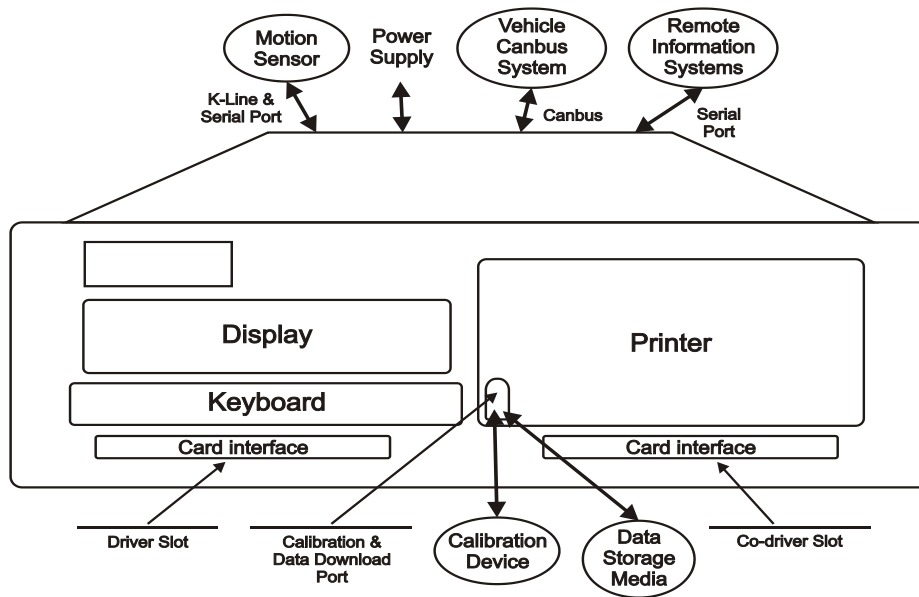 Motion
Sensor
Power
Supply
Vehicle
Canbus
System
Remote
Information
Systems
K-Line &
Serial Port
Canbus
Serial
Port
Display
Printer
Keyboard
Card interface
Card interface
Driver Slot
Calibration &
Data Download
Port
Calibration
Device
Data
Storage
Media
Co-driver Slot